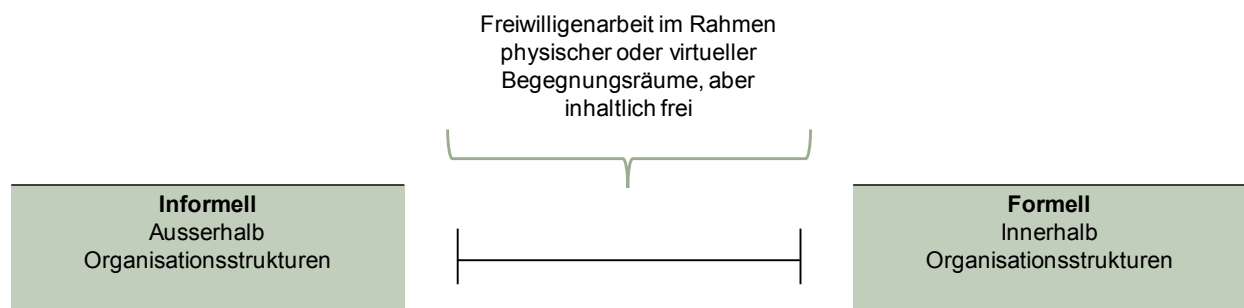 Freiwilligenarbeit im Rahmen
physischer oder virtueller
Begegnungsräume, aber
inhaltlich frei
Informell
Ausserhalb
Organisationsstrukturen
Formell
Innerhalb
Organisationsstrukturen